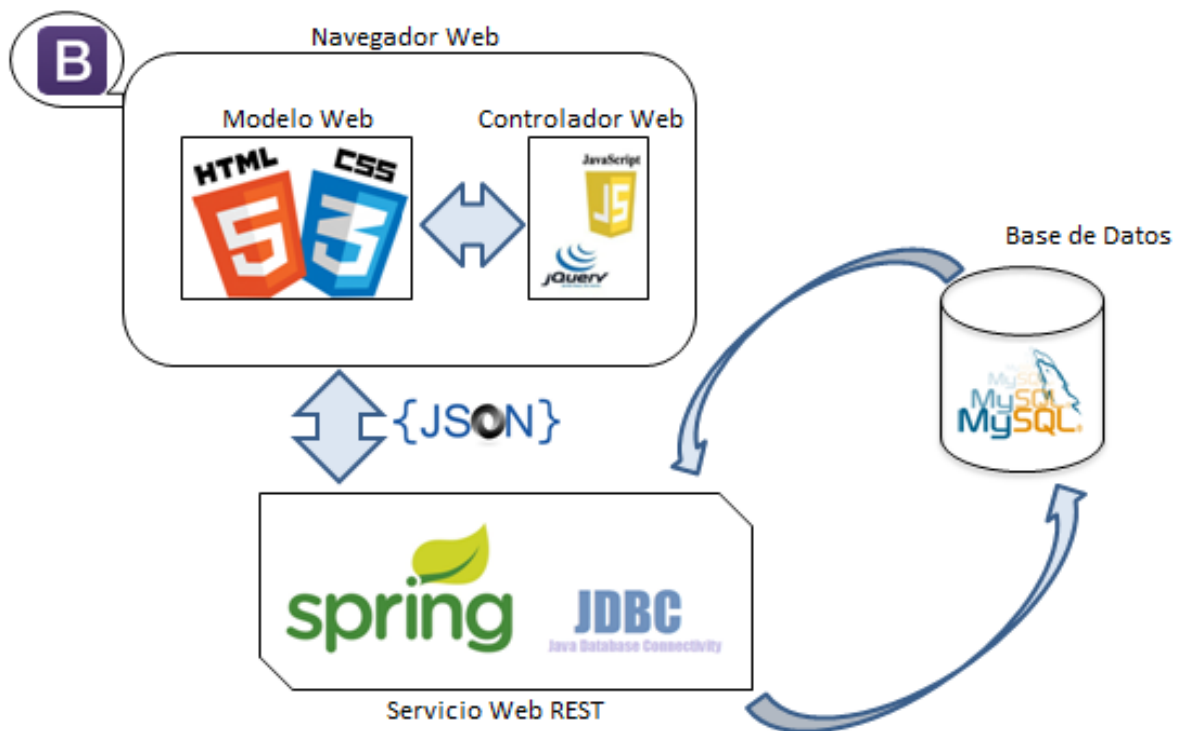 B
Navegador Web
Modelo Web
Controlador Web
HTML
5
CSS
3
JavaScript
JS
jQuery
Base de Datos
MySQL
MySQL
MySQL
MySQL
{JSON}
spring
JDBC
Java Database Connectivity
Servicio Web REST